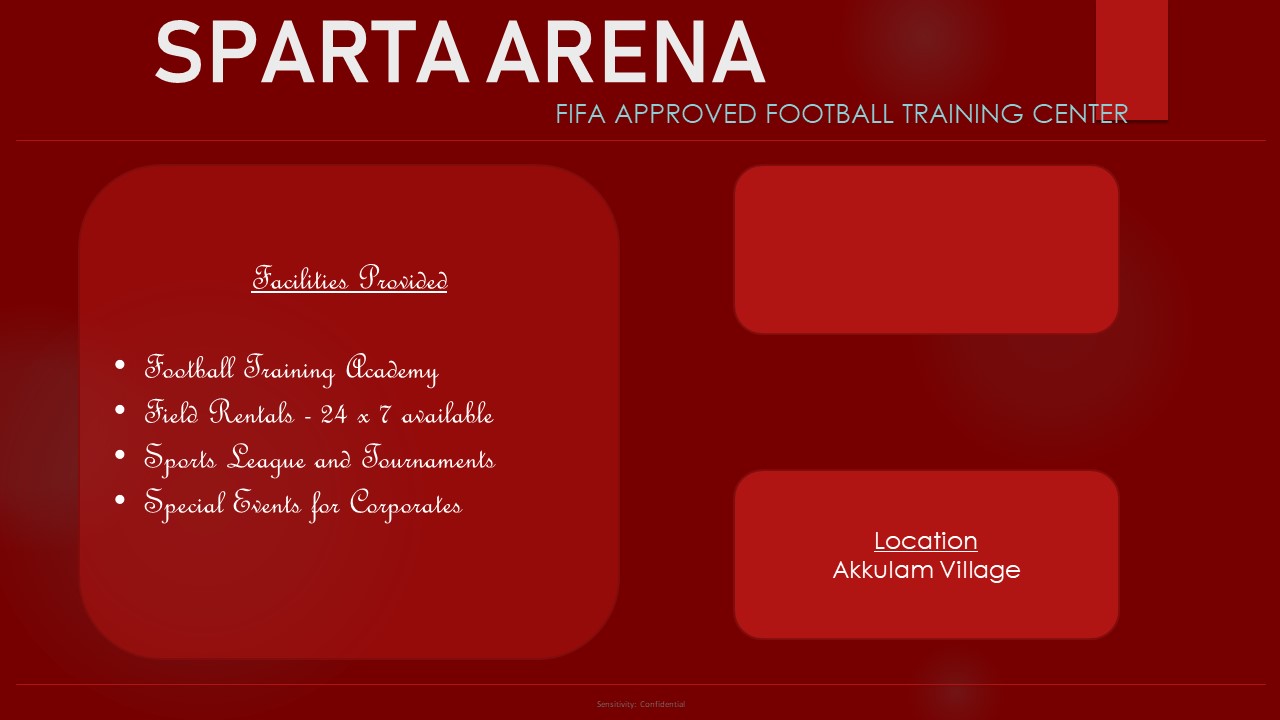 SPARTA ARENA
FIFA APPROVED FOOTBALL TRAINING CENTER
Facilities Provided
• Football Training Academy
• Field Rentals - 24 x 7 available
• Sports League and Tournaments
• Special Events for Corporates
Location
Akkulam Village
Sensitivity: Confidential